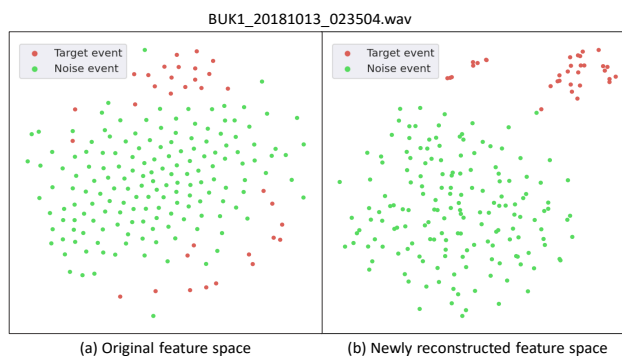 BUK1_20181013_023504.wav
Target event
Noise event
Target event
Noise event
(a) Original feature space
(b) Newly reconstructed feature space